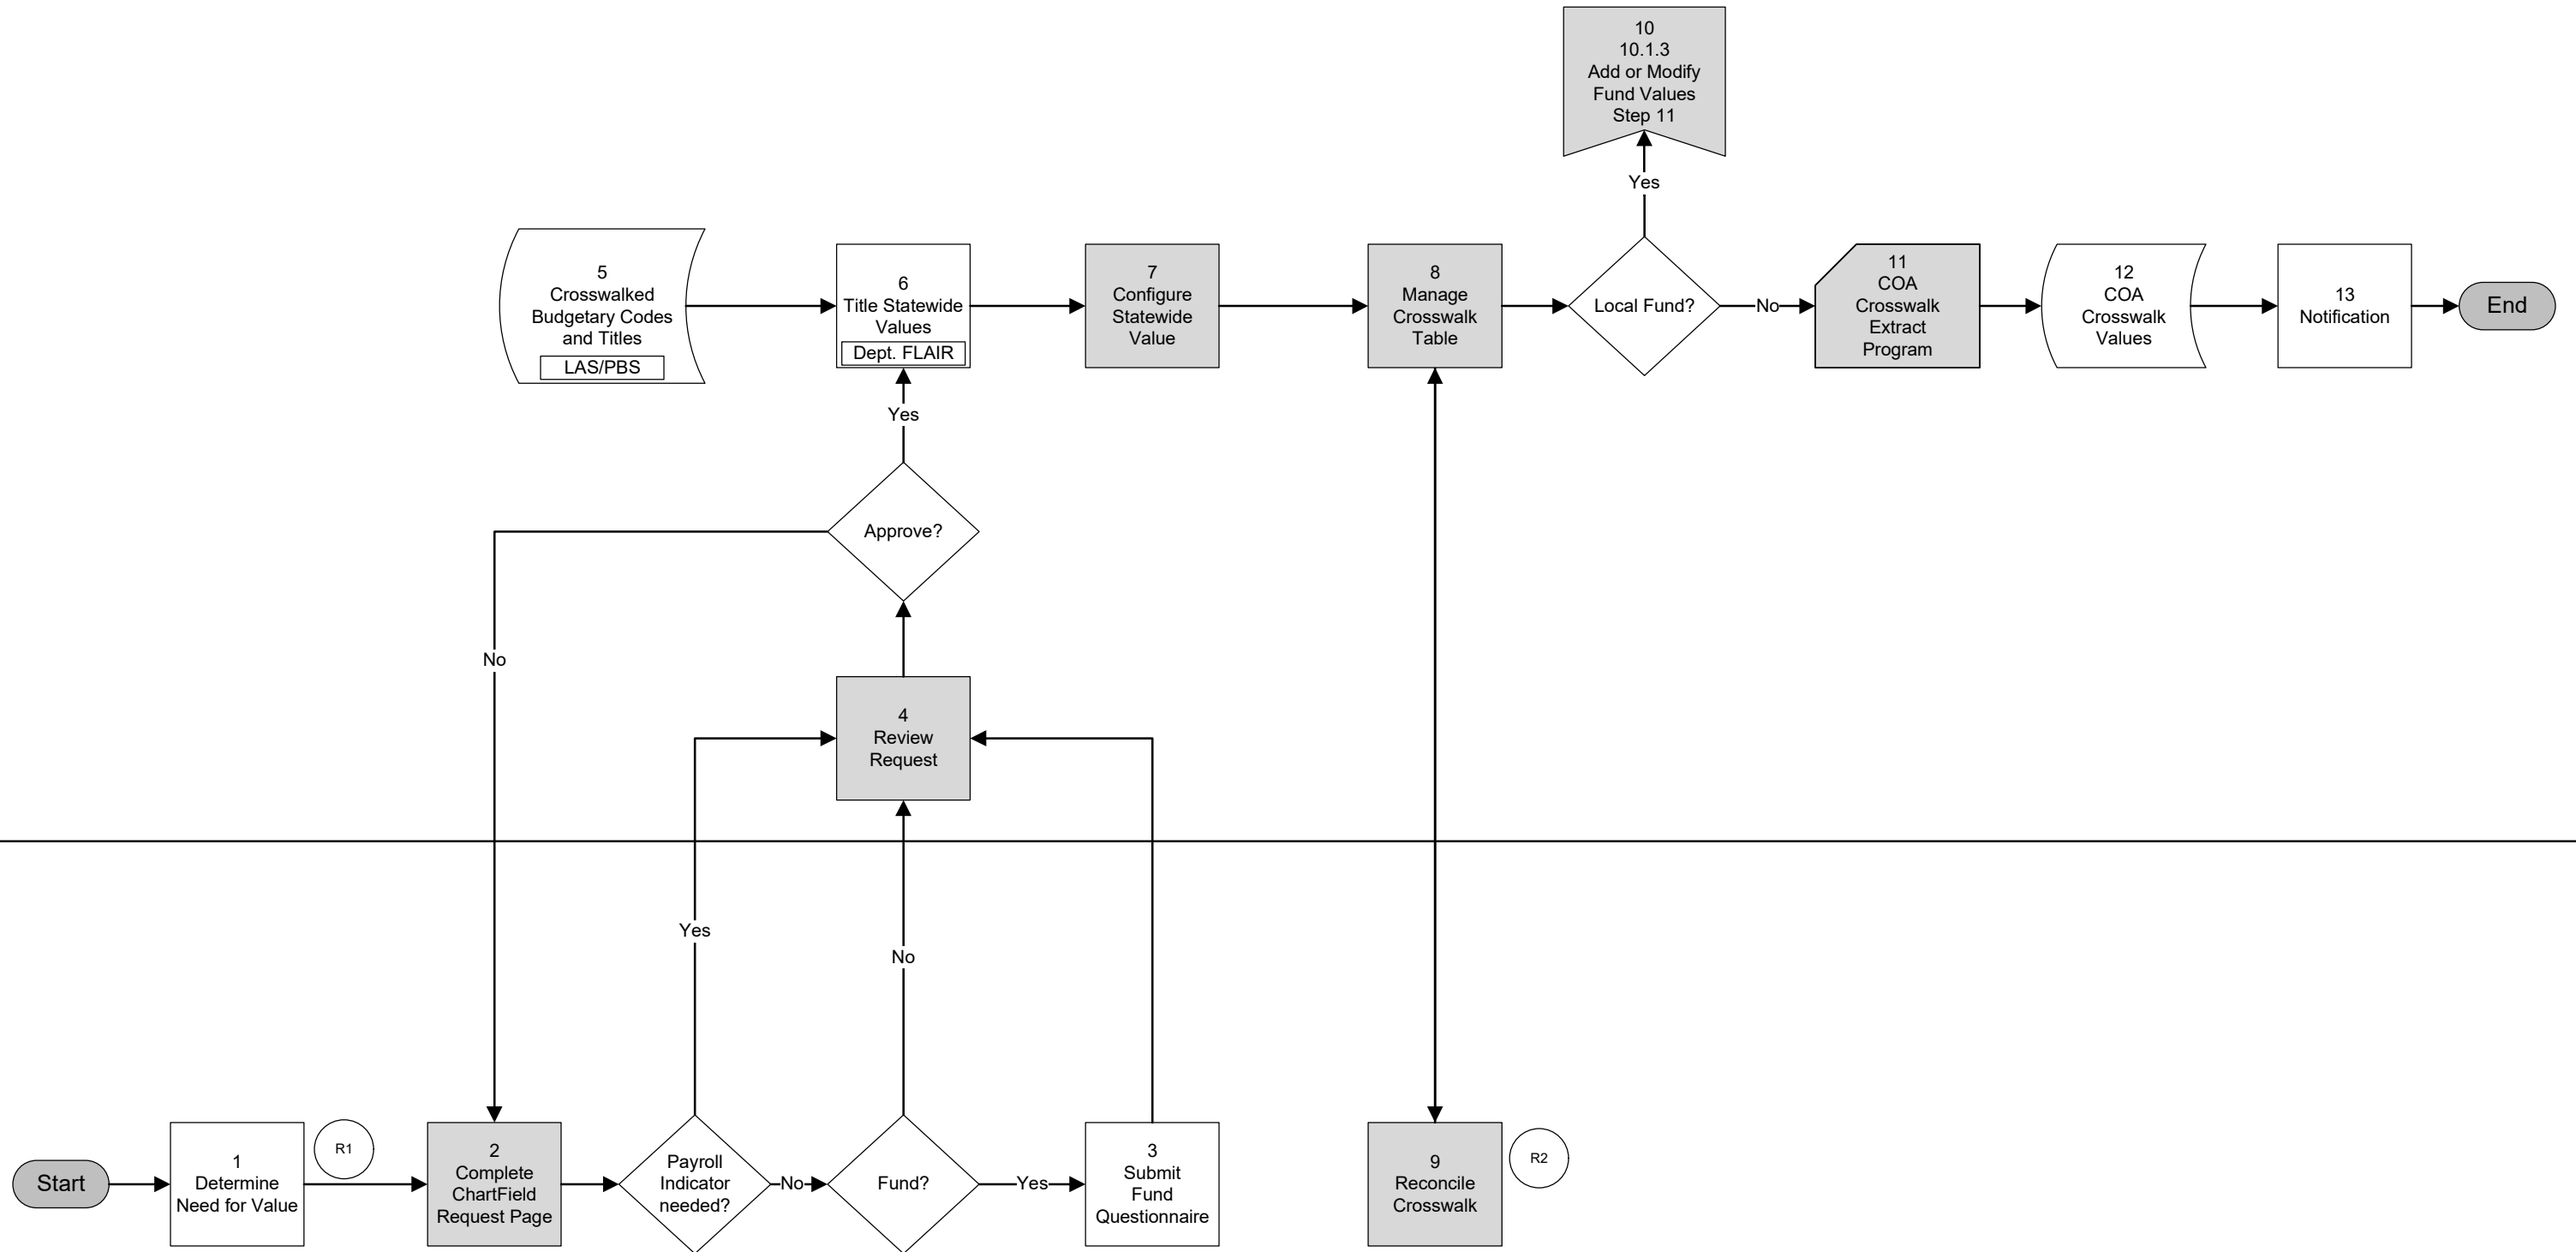 10
10.1.3
Add or Modify
Fund Values
Step 11
Yes
5
Crosswalked
Budgetary Codes
and Titles
LAS/PBS
6
Title Statewide
Values
Dept. FLAIR
7
Configure
Statewide
Value
8
Manage
Crosswalk
Table
Local Fund?
No
11
COA
Crosswalk
Extract
Program
12
COA
Crosswalk
Values
13
Notification
End
Yes
Approve?
No
4
Review
Request
Yes
No
Start
1
Determine
Need for Value
R1
2
Complete
ChartField
Request Page
Payroll
Indicator
needed?
No
Fund?
Yes
3
Submit
Fund
Questionnaire
9
Reconcile
Crosswalk
R2